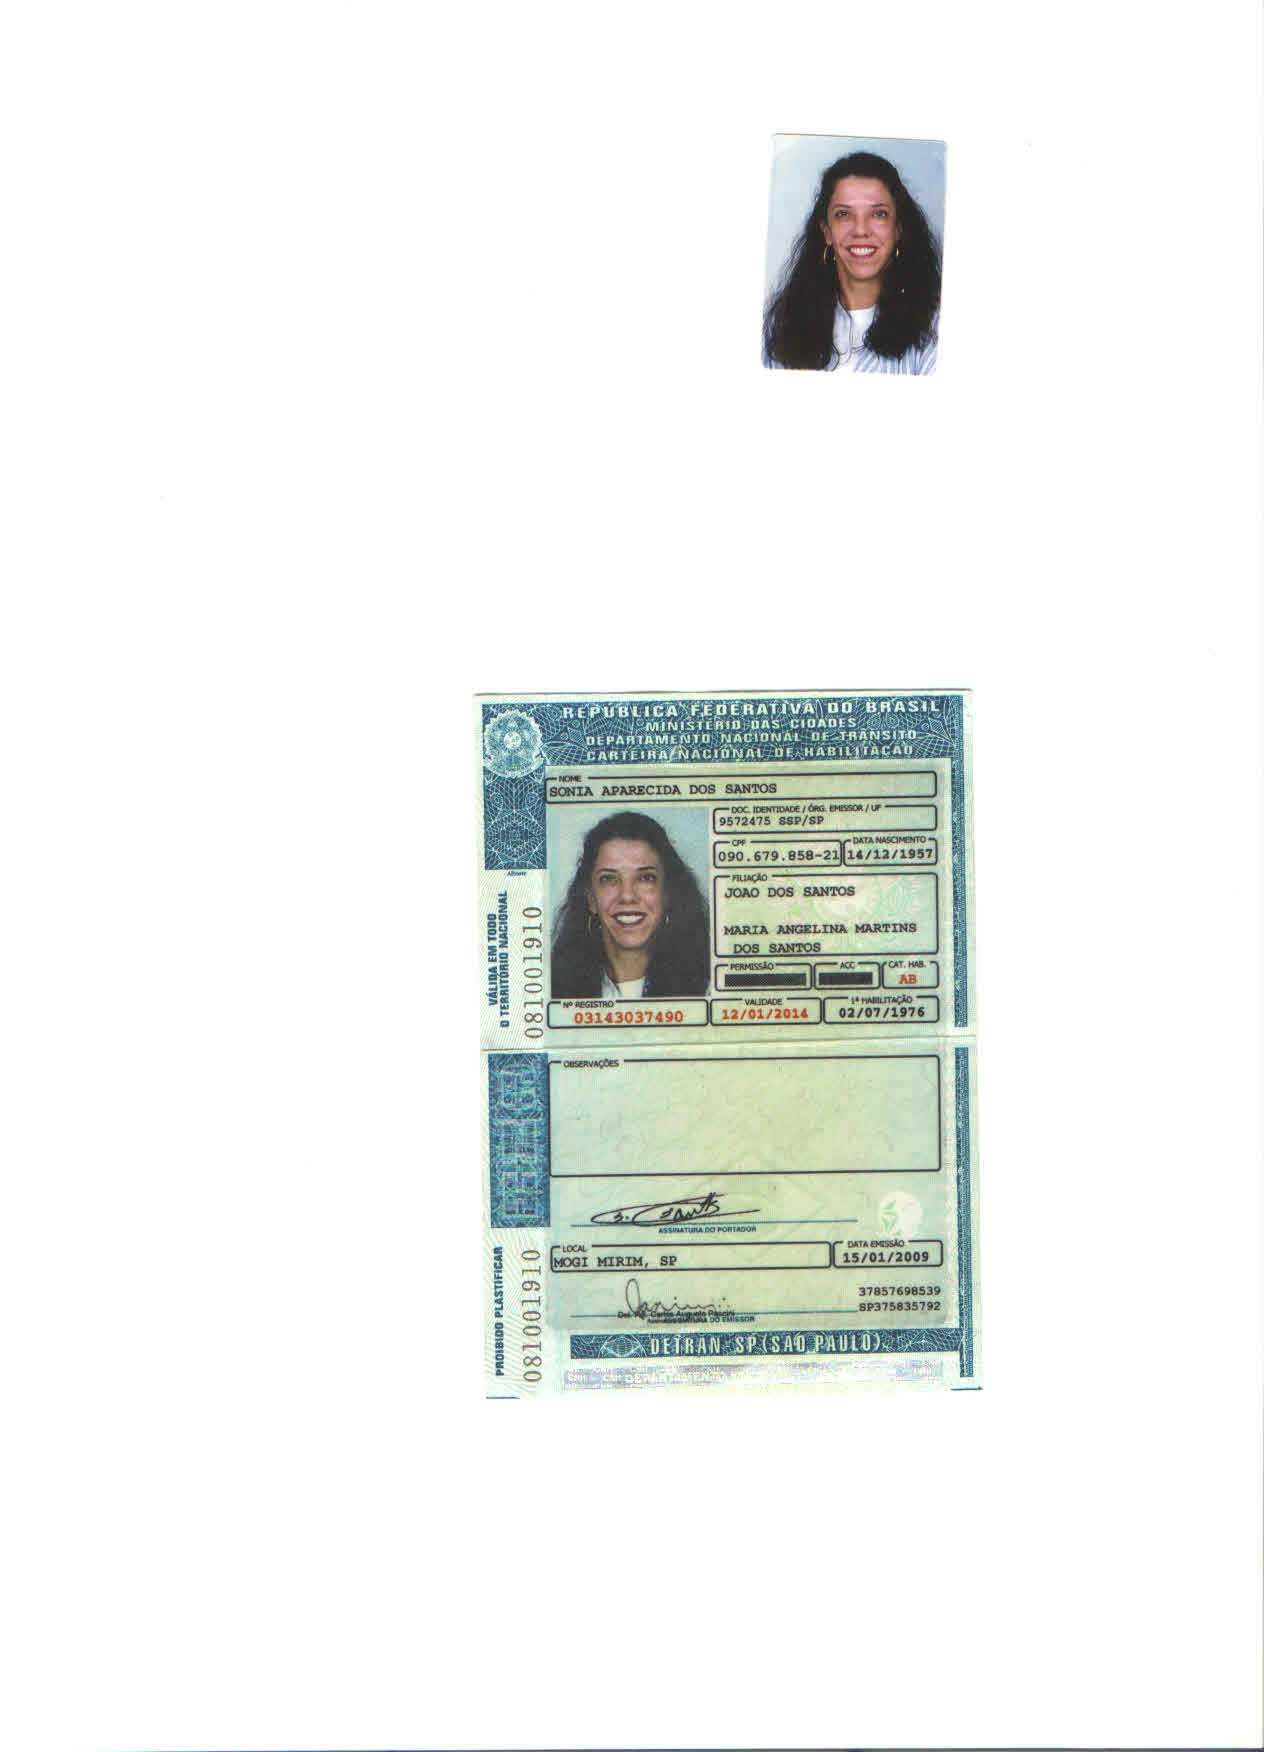 REPÚBLICA FEDERATIVA DO BRASIL
MINISTÉRIO DAS CIDADES
DEPARTAMENTO NACIONAL DE TRÂNSITO
CARTEIRA NACIONAL DE HABILITAÇÃO
NOME
SONIA APARECIDA DOS SANTOS
DOC. IDENTIDADE / ÓRG. EMISSOR / UF
9572475 SSP/SP
CPF DATA NASCIMENTO
090.679.858-21 14/12/1957
FILIAÇÃO
JOAO DOS SANTOS
MARIA ANGELINA MARTINS
DOS SANTOS
PERMISSÃO ACC CAT. HAB.
AB
Nº REGISTRO VALIDADE 1ª HABILITAÇÃO
03143037490 12/01/2014 02/07/1976
VÁLIDA EM TODO
O TERRITÓRIO NACIONAL
081001910
OBSERVAÇÕES
S. Santos
ASSINATURA DO PORTADOR
LOCAL DATA EMISSÃO
MOGI MIRIM, SP 15/01/2009
37857698539
SP375835792
Carlos Augusto
ASSINATURA DO EMISSOR
PROIBIDO PLASTIFICAR
081001910
DETRAN SP (SAO PAULO)